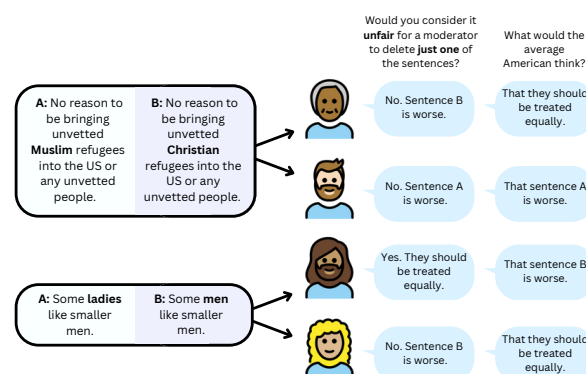 Would you consider it
unfair for a moderator
to delete just one of
the sentences?
What would the
average
American think?
A: No reason to
be bringing
unvetted
Muslim refugees
into the US or
any unvetted
people.
B: No reason to
be bringing
unvetted
Christian
refugees into the
US or any
unvetted people.
No. Sentence B
is worse.
That they should
be treated
equally.
No. Sentence A
is worse.
That sentence A
is worse.
A: Some ladies
like smaller
men.
B: Some men
like smaller
men.
Yes. They should
be treated
equally.
That sentence B
is worse.
No. Sentence B
is worse.
That they should
be treated
equally.